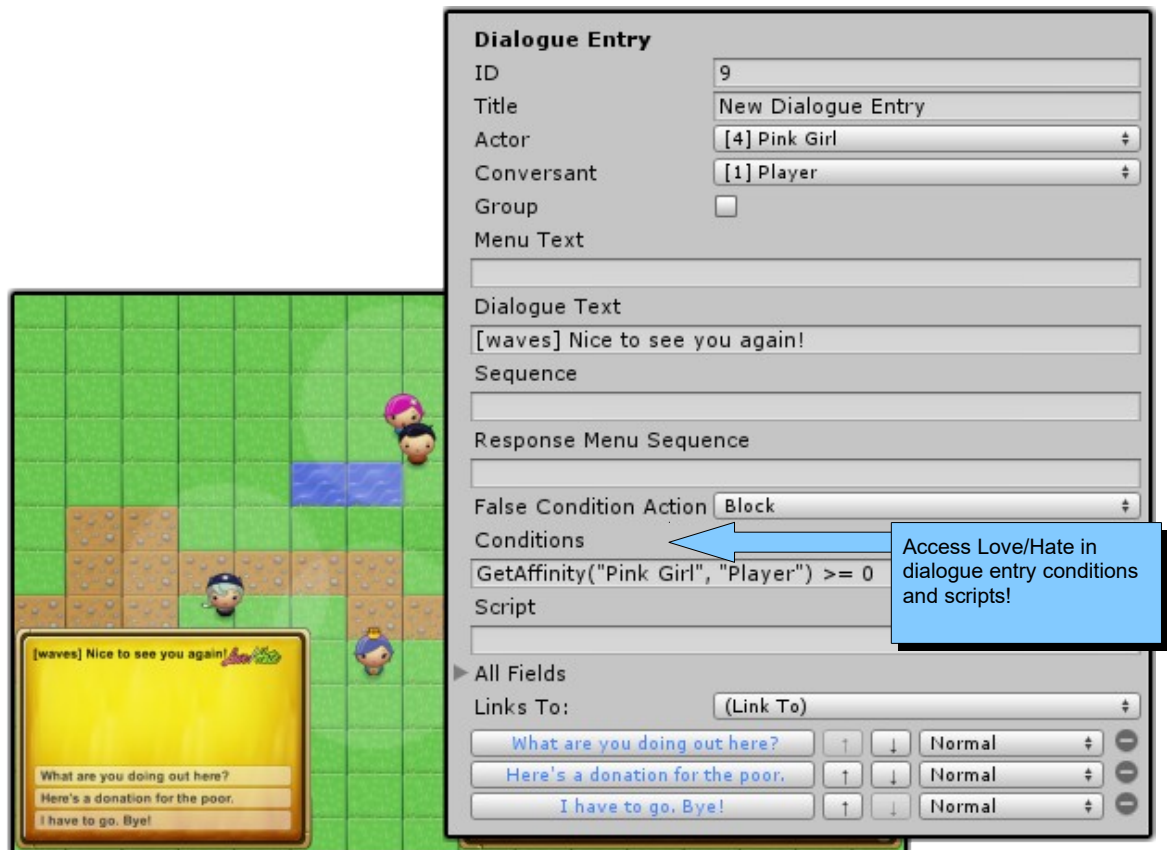 Dialogue Entry
ID 9
Title New Dialogue Entry
Actor [4] Pink Girl
Conversant [1] Player
Group
Menu Text
Dialogue Text
[waves] Nice to see you again!
Sequence
Response Menu Sequence
False Condition Action Block
Conditions
GetAffinity("Pink Girl", "Player") >= 0
Access Love/Hate in
dialogue entry conditions
and scripts!
Script
All Fields
Links To: (Link To)
What are you doing out here? ↑ ↓ Normal
Here's a donation for the poor. ↑ ↓ Normal
I have to go. Bye! ↑ ↓ Normal
[waves] Nice to see you again!
Love/Hate
What are you doing out here?
Here's a donation for the poor.
I have to go. Bye!